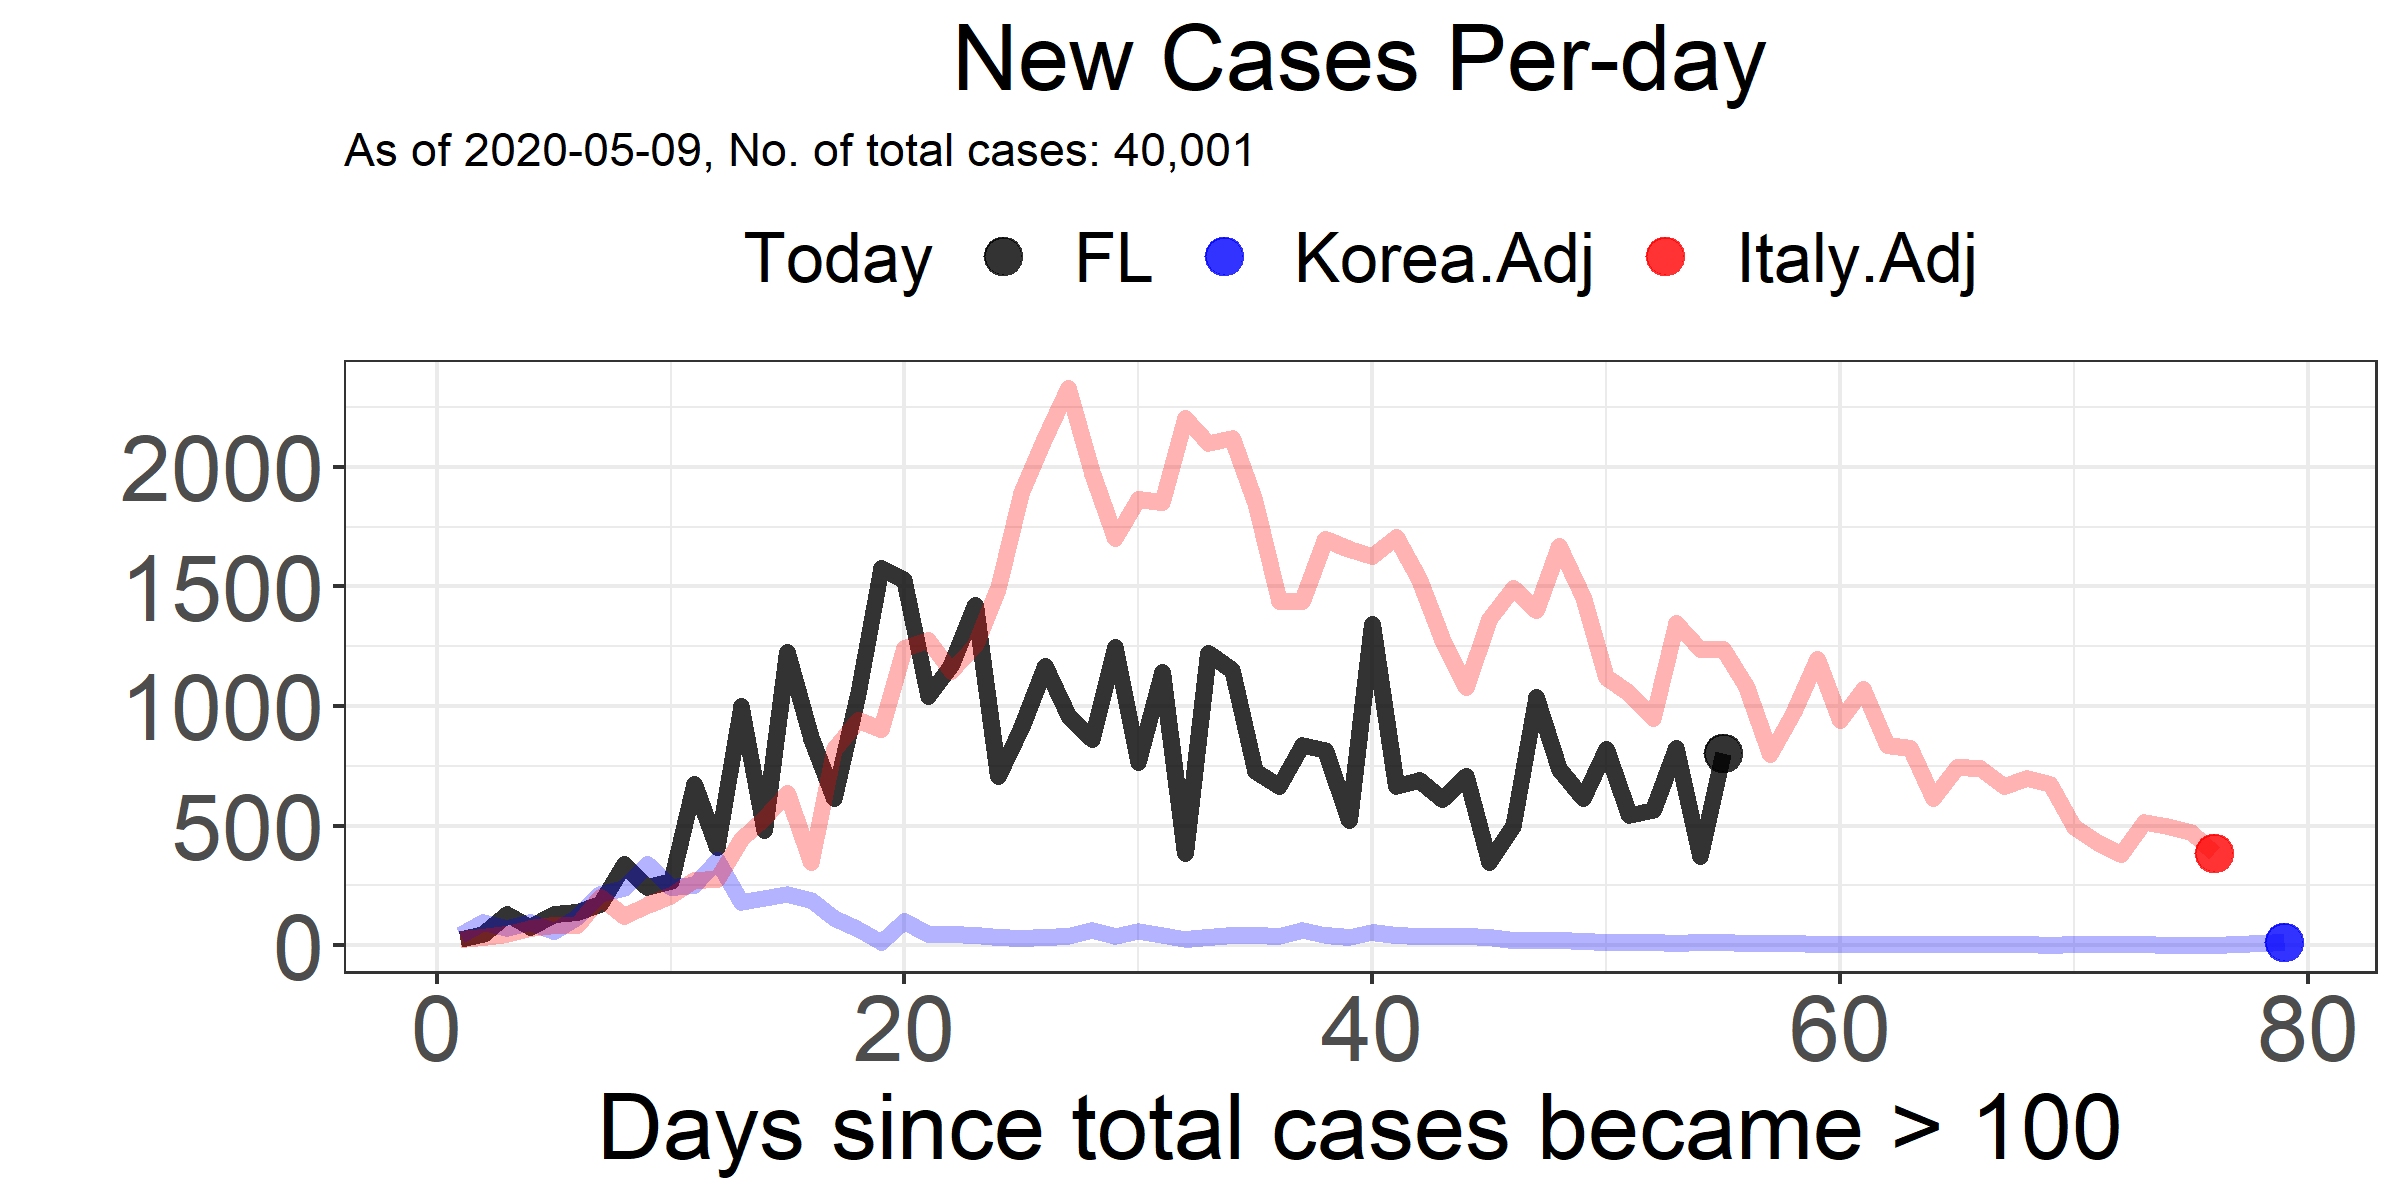 New Cases Per-day
As of 2020-05-09, No. of total cases: 40,001
Today FL Korea.Adj Italy.Adj
2000
1500
1000
500
0
0 20 40 60 80
Days since total cases became > 100